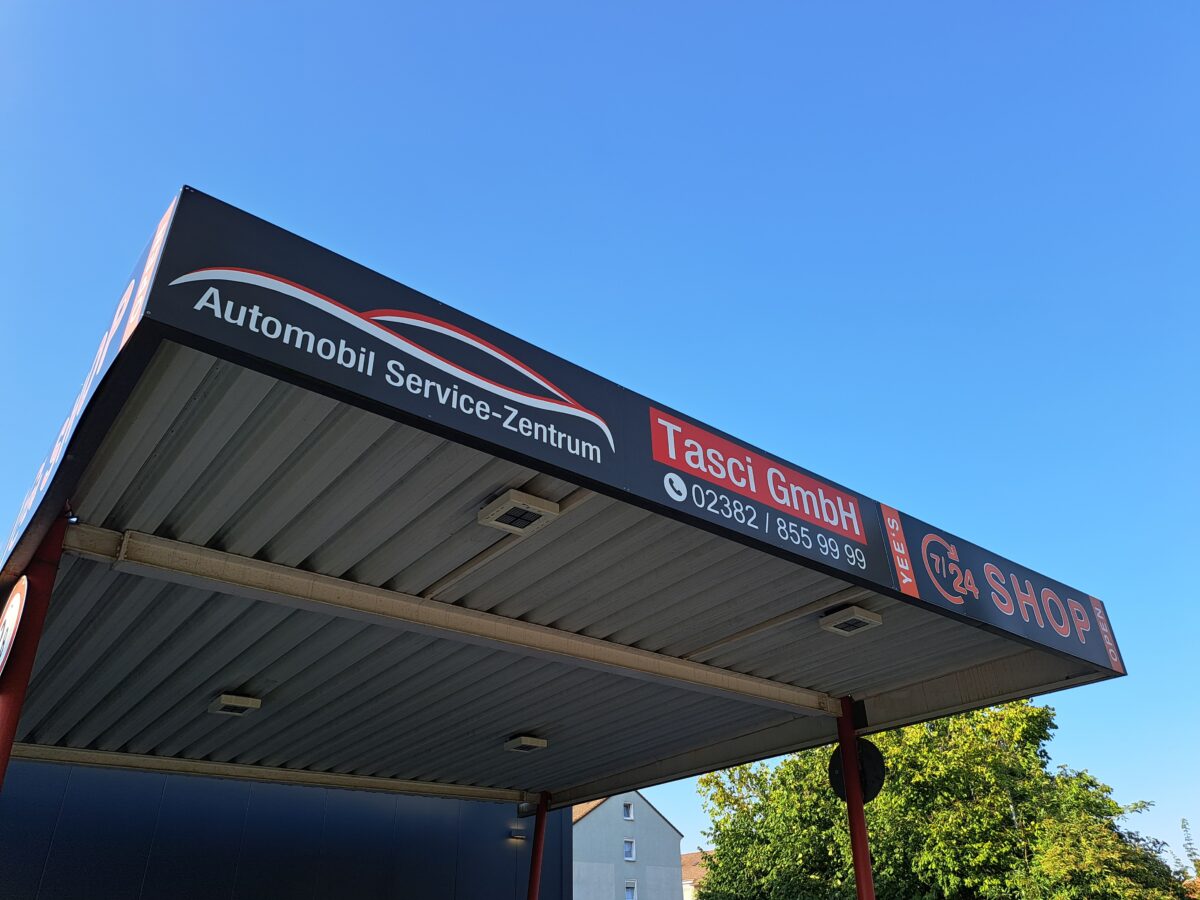 Automobil Service-Zentrum
Tasci GmbH
02382 / 855 99 99
YEE'S
7/24
SHOP
OPEN